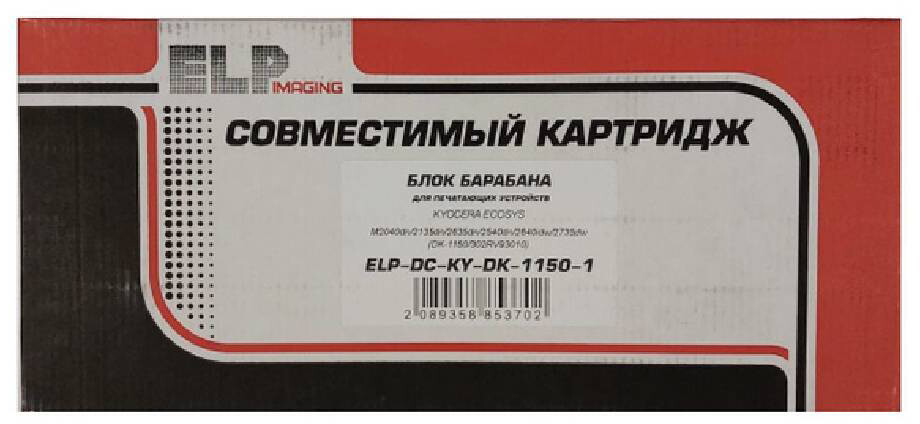 ELP
IMAGING
СОВМЕСТИМЫЙ КАРТРИДЖ
БЛОК БАРАБАНА
ДЛЯ ПЕЧАТАЮЩИХ УСТРОЙСТВ
KYOCERA ECOSYS
M2040dn/2135dn/2635dn/2540dn/2640idw/2735dw
(DK-1150/302RV93010)
ELP-DC-KY-DK-1150-1
2 089358 853702